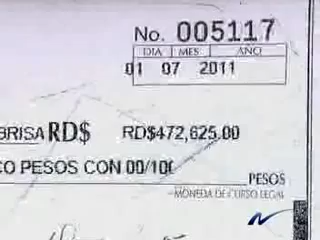 No. 005117
DIA MES ANO
01 07 2011
BRISA RD$ RD$472,625.00
CO PESOS CON 00/100
PESOS
MONEDA DE CURSO LEGAL